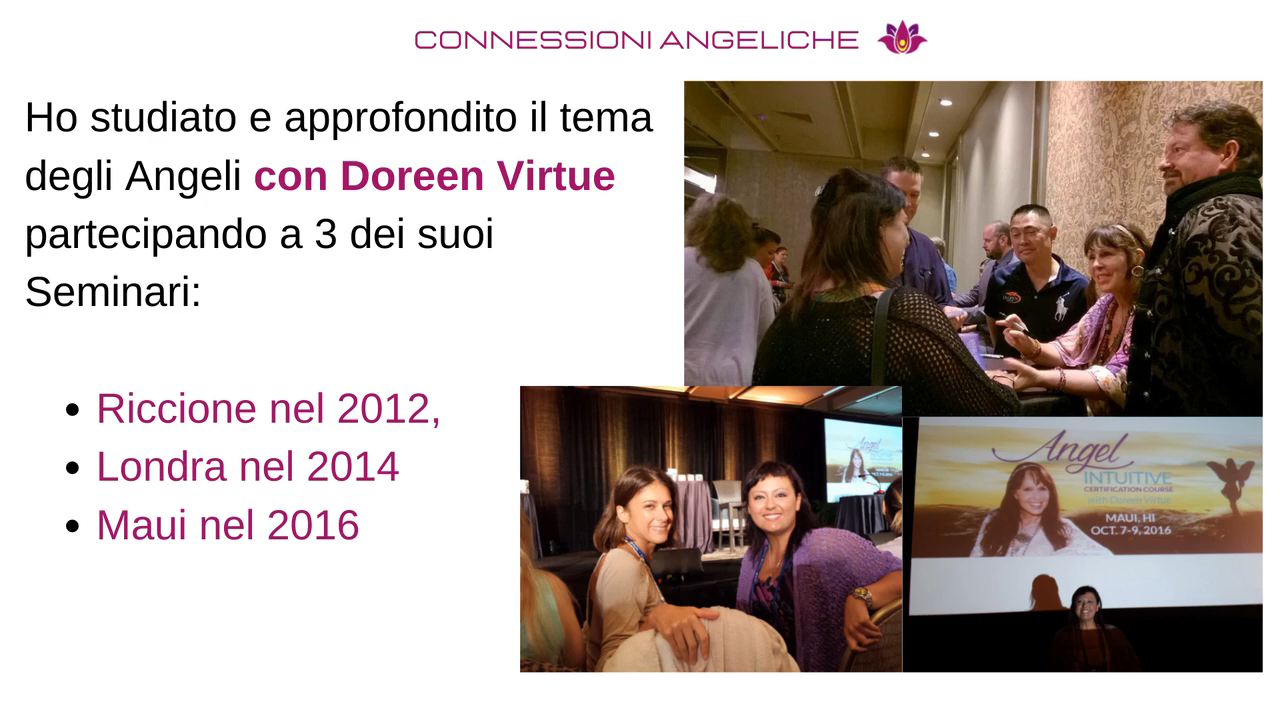 CONNESSIONI ANGELICHE
Ho studiato e approfondito il tema
degli Angeli con Doreen Virtue
partecipando a 3 dei suoi
Seminari:
• Riccione nel 2012,
• Londra nel 2014
• Maui nel 2016
Angel
Angel
INTUITIVE
CERTIFICATION COURSE
with Doreen Virtue
MAUI, HI
OCT. 7-9, 2016